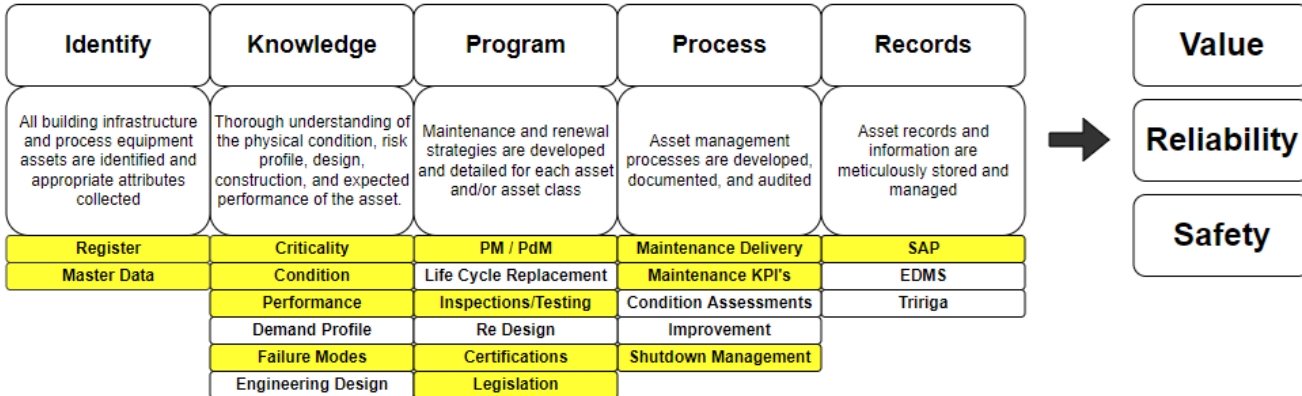 Identify
Knowledge
Program
Process
Records
Value
All building infrastructure
and process equipment
assets are identified and
appropriate attributes
collected
Thorough understanding of
the physical condition, risk
profile, design,
construction, and expected
performance of the asset.
Maintenance and renewal
strategies are developed
and detailed for each asset
and/or asset class
Asset management
processes are developed,
documented, and audited
Asset records and
information are
meticulously stored and
managed
Reliability
Safety
Register
Master Data
Criticality
Condition
Performance
Demand Profile
Failure Modes
Engineering Design
PM / PdM
Life Cycle Replacement
Inspections/Testing
Re Design
Certifications
Legislation
Maintenance Delivery
Maintenance KPI's
Condition Assessments
Improvement
Shutdown Management
SAP
EDMS
Tririga